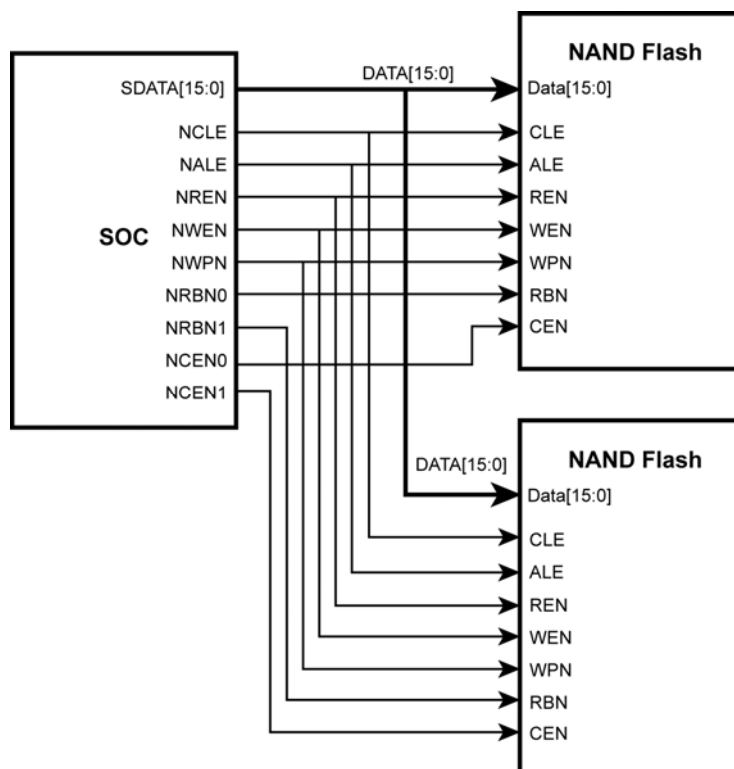 SOC
SDATA[15:0]
NCLE
NALE
NREN
NWEN
NWPN
NRBN0
NRBN1
NCEN0
NCEN1
DATA[15:0]
NAND Flash
Data[15:0]
CLE
ALE
REN
WEN
WPN
RBN
CEN
DATA[15:0]
NAND Flash
Data[15:0]
CLE
ALE
REN
WEN
WPN
RBN
CEN